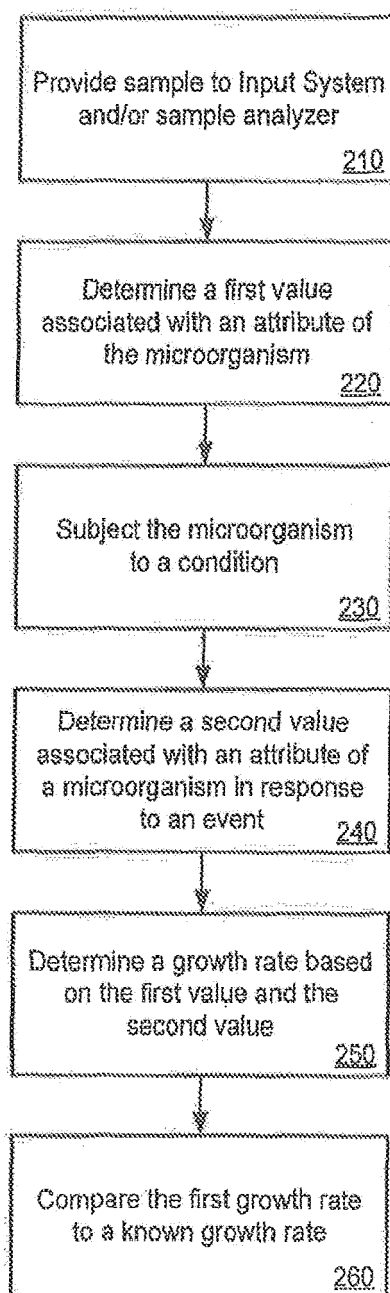 Provide sample to Input System
and/or sample analyzer
210
Determine a first value
associated with an attribute of
the microorganism
220
Subject the microorganism
to a condition
230
Determine a second value
associated with an attribute of
a microorganism in response
to an event
240
Determine a growth rate based
on the first value and the
second value
250
Compare the first growth rate
to a known growth rate
260